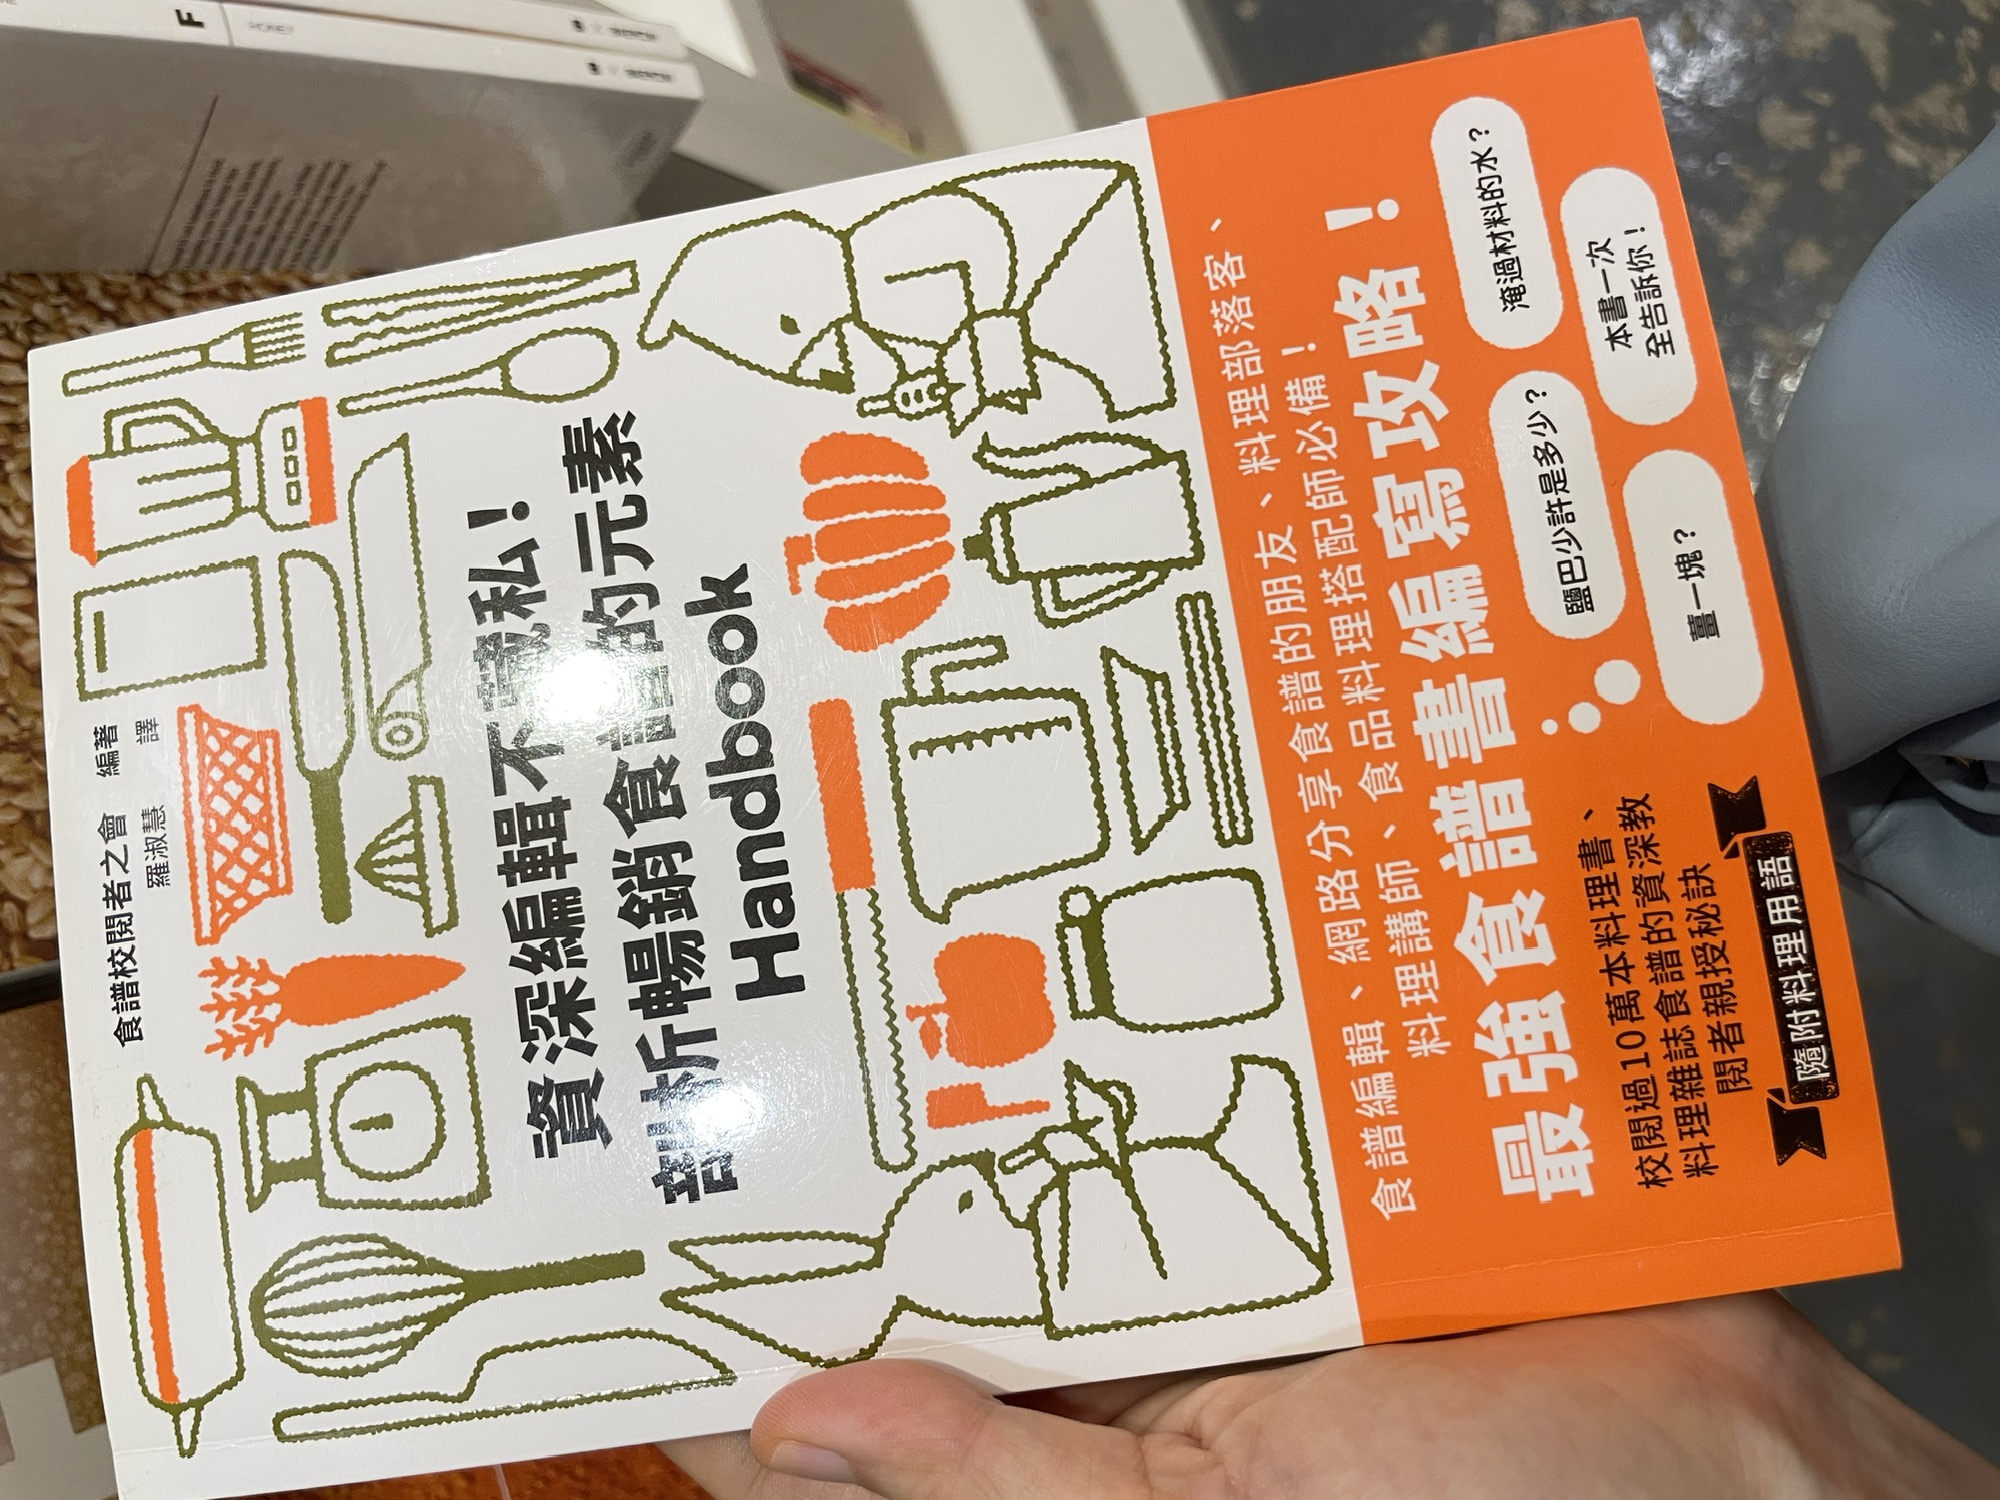 食譜校閱者之會 編著
羅淑慧 譯
資深編輯不藏私！
剖析暢銷食譜的元素
Handbook
食譜編輯、網路分享食譜的朋友、料理部落客、
料理講師、食品料理搭配師必備！
最強食譜書編寫攻略！
校閱過10萬本料理書、
料理雜誌食譜的資深教
閱者親授秘訣
隨附料理用語
薑一塊？
鹽巴少許是多少？
淹過材料的水？
本書一次
全告訴你！
F